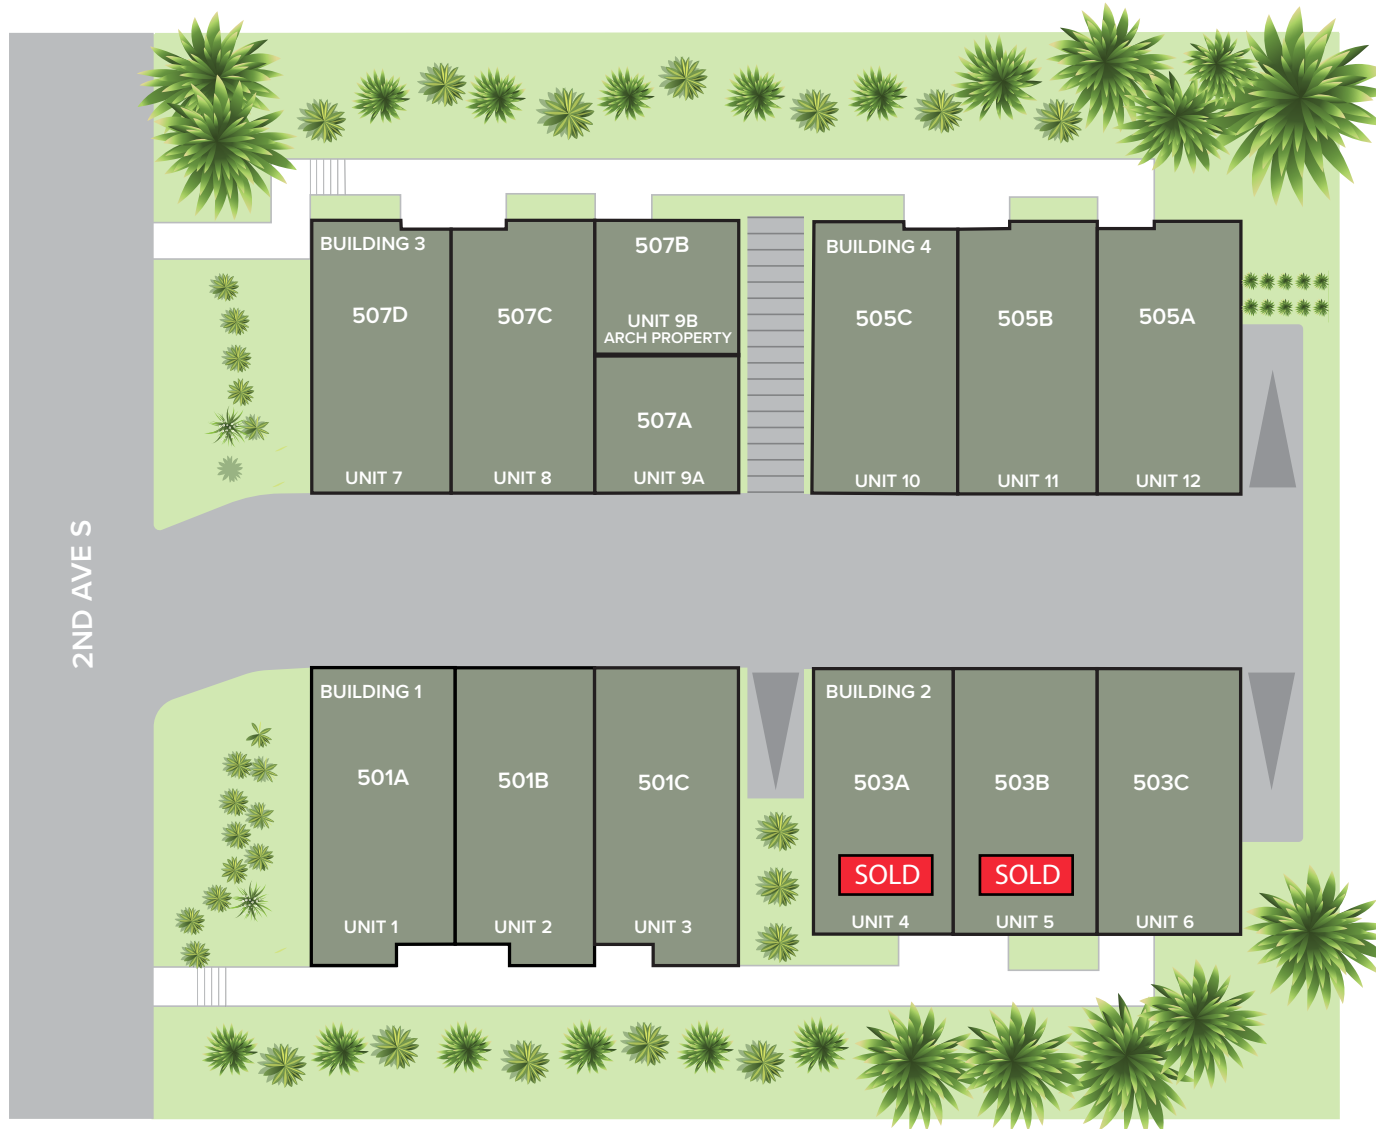 2ND AVE S
BUILDING 3
507D
UNIT 7
507C
UNIT 8
507B
UNIT 9B
ARCH PROPERTY
507A
UNIT 9A
BUILDING 4
505C
UNIT 10
505B
UNIT 11
505A
UNIT 12
BUILDING 1
501A
UNIT 1
501B
UNIT 2
501C
UNIT 3
BUILDING 2
503A
SOLD
UNIT 4
503B
SOLD
UNIT 5
503C
UNIT 6